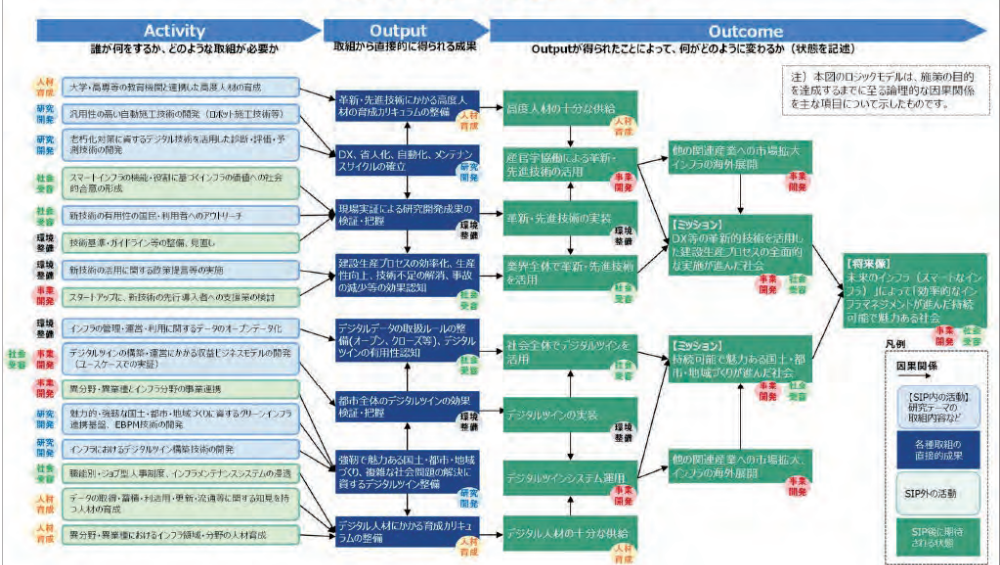 Activity
誰が何をするか、どのような取組が必要か
Output
取組から直接的に得られる成果
Outcome
Outputが得られたことによって、何がどのように変わるか（状態を記述）
注）本図のロジックモデルは、施策の目的
を達成するまでに至る論理的な因果関係
を主な項目について示したものです。
人材
育成
大学・高専等の教育機関と連携した高度人材の育成
研究
開発
汎用性の高い自動施工技術の開発（ロボット施工技術等）
研究
開発
老朽化対策に資するデジタル技術を活用した診断・評価・予
測技術の開発
社会
受容
スマートインフラの機能・役割に基づくインフラの価値への社会
的合意の形成
社会
受容
新技術の有用性の国民・利用者へのアウトリーチ
環境
整備
技術基準・ガイドライン等の整備、見直し
環境
整備
新技術の活用に関する政策提言等の実施
事業
開発
スタートアップに、新技術の先行導入者への支援策の検討
環境
整備
インフラの管理・運営・利用に関するデータのオープンデータ化
社会
受容
事業
開発
デジタルツインの構築・運営にかかる収益ビジネスモデルの開発
（ユースケースでの実証）
事業
開発
異分野・異業種とインフラ分野の事業連携
研究
開発
魅力的・強靱な国土・都市・地域づくりに資するグリーンインフラ
連携基盤、EBPM技術の開発
研究
開発
インフラにおけるデジタルツイン構築技術の開発
社会
受容
職能別・ジョブ型人事制度、インフラメンテナンスシステムの浸透
人材
育成
データの取得・蓄積・利活用・更新・流通等に関する知見を持
つ人材の育成
人材
育成
異分野・異業種におけるインフラ領域・分野の人材育成
革新・先進技術にかかる高度人
材の育成カリキュラムの整備
人材
育成
DX、省人化、自動化、メンテナン
スサイクルの確立
研究
開発
現場実証による研究開発成果の
検証・把握
環境
整備
建設生産プロセスの効率化、生産
性向上、技術不足の解消、事故
の減少等の効果認知
社会
受容
デジタルデータの取扱ルールの整
備（オープン、クローズ等）、デジタル
ツインの有用性認知
社会
受容
都市全体のデジタルツインの効果
検証・把握
環境
整備
強靭で魅力ある国土・都市・地域
づくり、複雑な社会問題の解決に
資するデジタルツイン整備
研究
開発
デジタル人材にかかる育成カリキュ
ラムの整備
人材
育成
高度人材の十分な供給
人材
育成
産官学協働による革新・
先進技術の活用
事業
開発
革新・先進技術の実装
環境
整備
業界全体で革新・先進技術
を活用
社会
受容
社会全体でデジタルツインを
活用
社会
受容
デジタルツインの実装
環境
整備
デジタルツインシステム運用
事業
開発
デジタル人材の十分な供給
人材
育成
他の関連産業への市場拡大
インフラの海外展開
事業
開発
【ミッション】
DX等の革新的技術を活用し
た建設生産プロセスの全面的
な実施が進んだ社会
事業
開発
社会
受容
【ミッション】
持続可能で魅力ある国土・都
市・地域づくりが進んだ社会
事業
開発
社会
受容
他の関連産業への市場拡大、
インフラの海外展開
事業
開発
【将来像】
未来のインフラ（スマートなイン
フラ）によって「効率的なイン
フラマネジメントが進んだ持続
可能で魅力ある社会
事業
開発
社会
受容
凡例
因果関係
【SIP内の活動】
研究テーマの
取組内容など
各種取組の
直接的成果
SIP外の活動
SIP後に期待
される状態